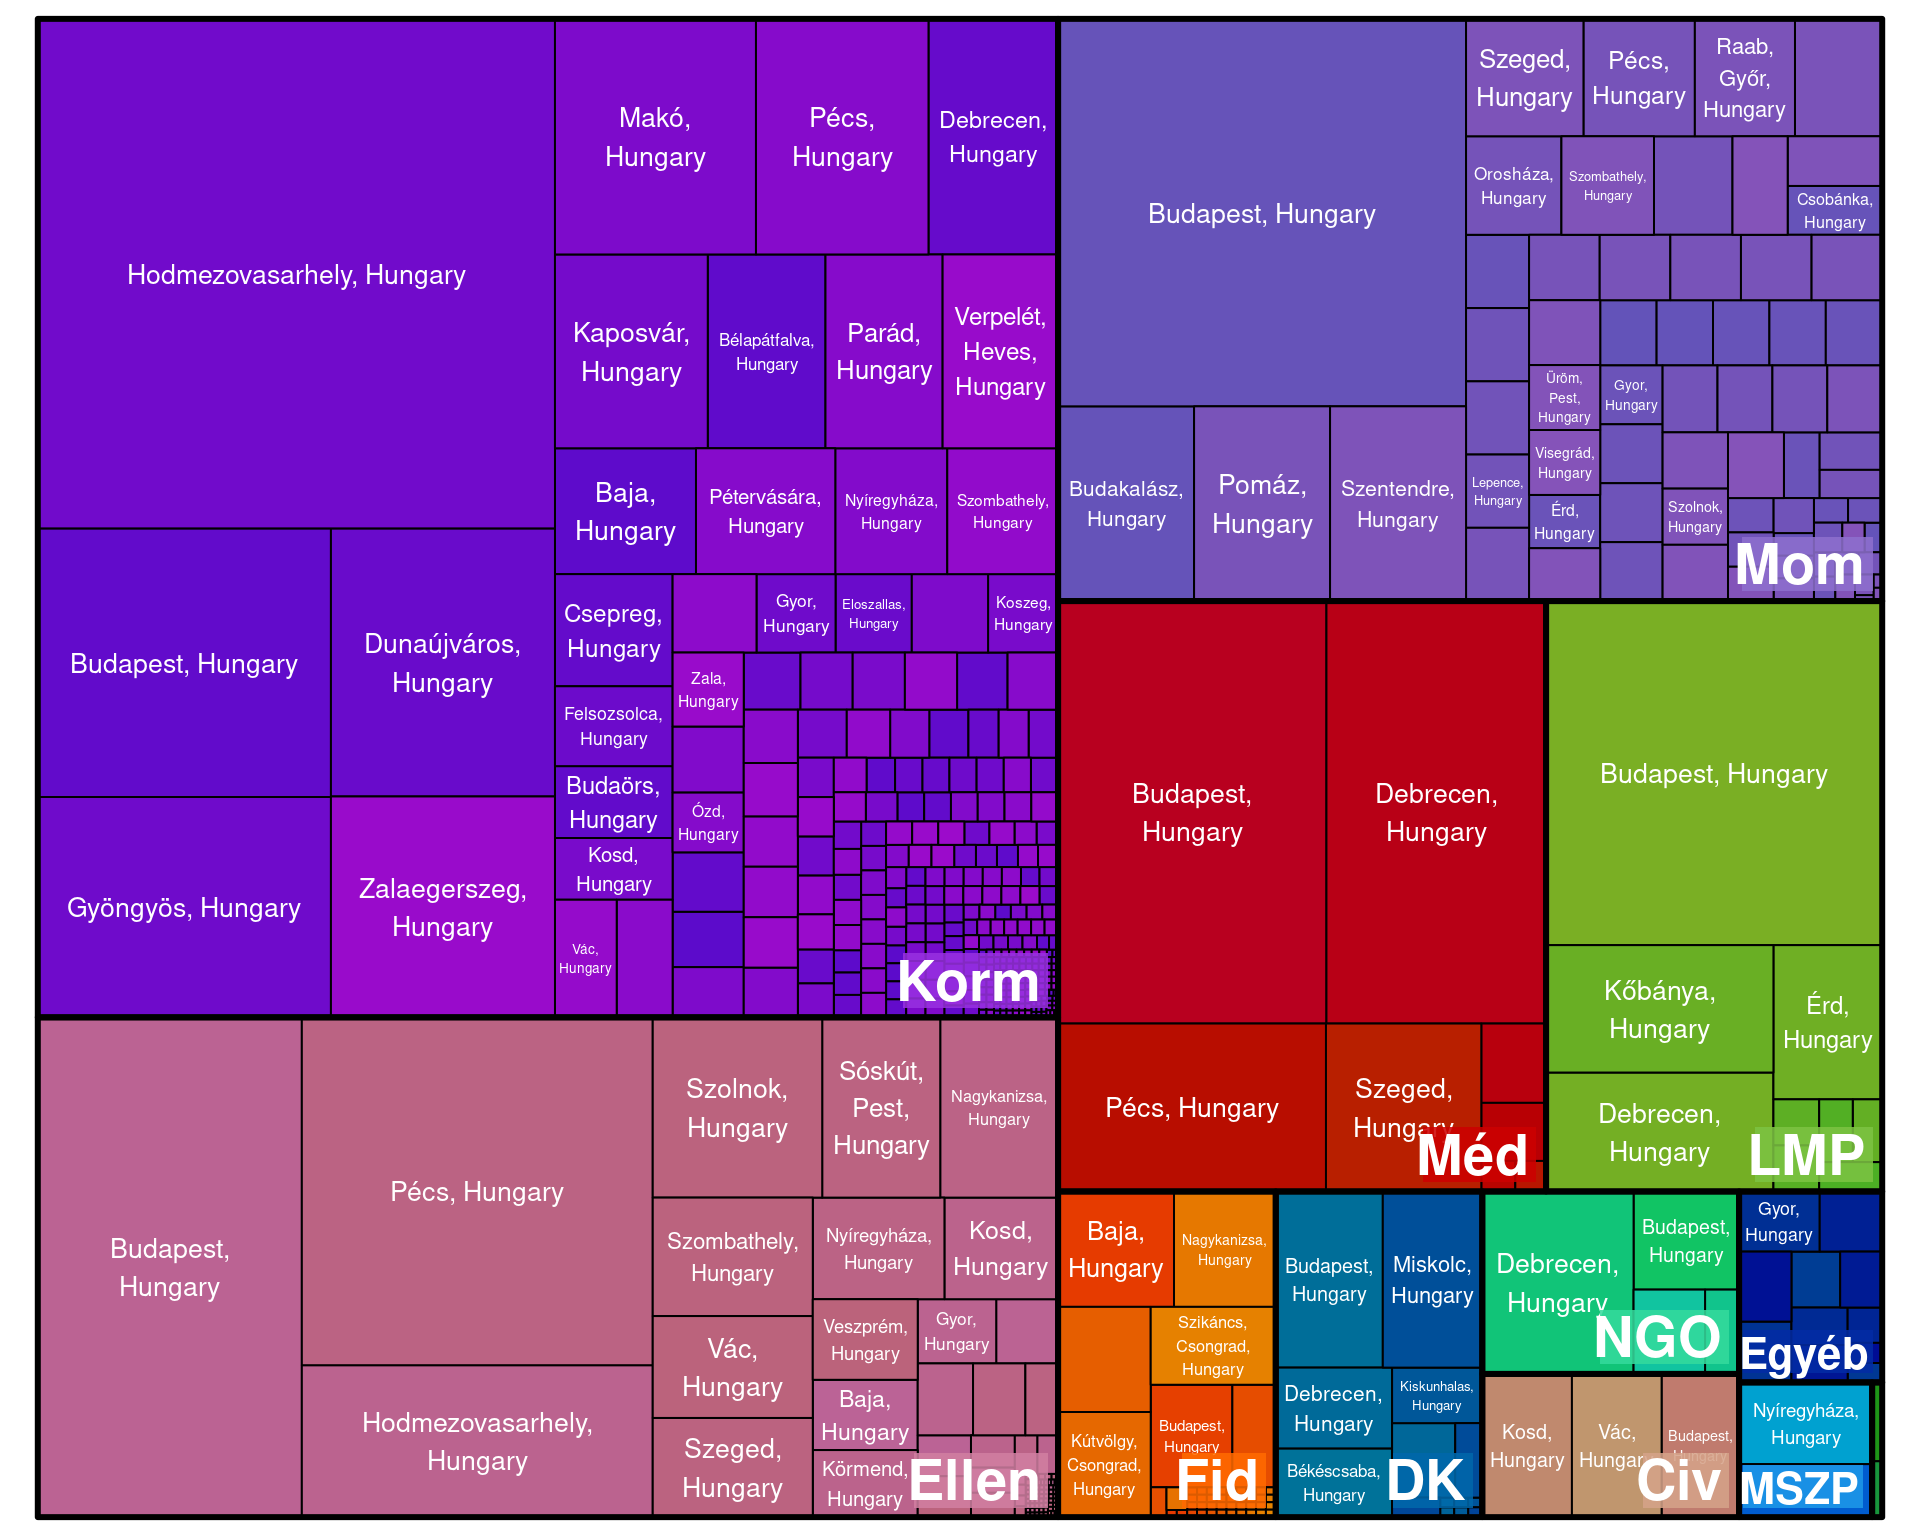 Hodmezovasarhely, Hungary
Makó,
Hungary
Pécs,
Hungary
Debrecen,
Hungary
Kaposvár,
Hungary
Bélapátfalva,
Hungary
Parád,
Hungary
Verpelét,
Heves,
Hungary
Baja,
Hungary
Pétervására,
Hungary
Nyíregyháza,
Hungary
Szombathely,
Hungary
Budapest, Hungary
Dunaújváros,
Hungary
Gyöngyös, Hungary
Zalaegerszeg,
Hungary
Csepreg,
Hungary
Gyor,
Hungary
Eloszallas,
Hungary
Koszeg,
Hungary
Felsozsolca,
Hungary
Zala,
Hungary
Budaörs,
Hungary
Ózd,
Hungary
Kosd,
Hungary
Vác,
Hungary
Korm
Budapest, Hungary
Szeged,
Hungary
Pécs,
Hungary
Raab,
Győr,
Hungary
Orosháza,
Hungary
Szombathely,
Hungary
Csobánka,
Hungary
Budakalász,
Hungary
Pomáz,
Hungary
Szentendre,
Hungary
Üröm,
Pest,
Hungary
Gyor,
Hungary
Visegrád,
Hungary
Lepence,
Hungary
Érd,
Hungary
Szolnok,
Hungary
Mom
Budapest,
Hungary
Debrecen,
Hungary
Pécs, Hungary
Szeged,
Hungary
Méd
Budapest, Hungary
Kőbánya,
Hungary
Érd,
Hungary
Debrecen,
Hungary
LMP
Budapest,
Hungary
Pécs, Hungary
Hodmezovasarhely,
Hungary
Szolnok,
Hungary
Sóskút,
Pest,
Hungary
Nagykanizsa,
Hungary
Szombathely,
Hungary
Nyíregyháza,
Hungary
Kosd,
Hungary
Vác,
Hungary
Veszprém,
Hungary
Gyor,
Hungary
Baja,
Hungary
Szeged,
Hungary
Körmend,
Hungary
Ellen
Baja,
Hungary
Nagykanizsa,
Hungary
Szikáncs,
Csongrad,
Hungary
Kútvölgy,
Csongrad,
Hungary
Budapest,
Hungary
Fid
Budapest,
Hungary
Miskolc,
Hungary
Debrecen,
Hungary
Kiskunhalas,
Hungary
Békéscsaba,
Hungary
DK
Debrecen,
Hungary
Budapest,
Hungary
NGO
Gyor,
Hungary
Egyéb
Kosd,
Hungary
Vác,
Hungary
Budapest,
Hungary
Civ
Nyíregyháza,
Hungary
MSZP